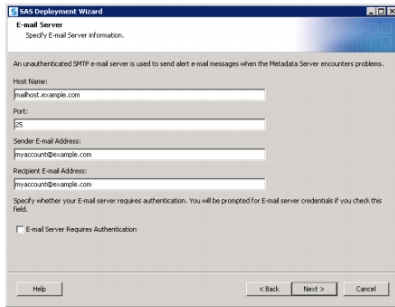 SAS Deployment Wizard
E-mail Server
Specify E-mail Server information.
An unauthenticated SMTP e-mail server is used to send alert e-mail messages when the Metadata Server encounters problems.
Host Name:
mailhost.example.com
Port:
25
Sender E-mail Address:
myaccount@example.com
Recipient E-mail Address:
myaccount@example.com
Specify whether your E-mail server requires authentication. You will be prompted for E-mail server credentials if you check this
field.
E-mail Server Requires Authentication
Help
< Back
Next >
Cancel